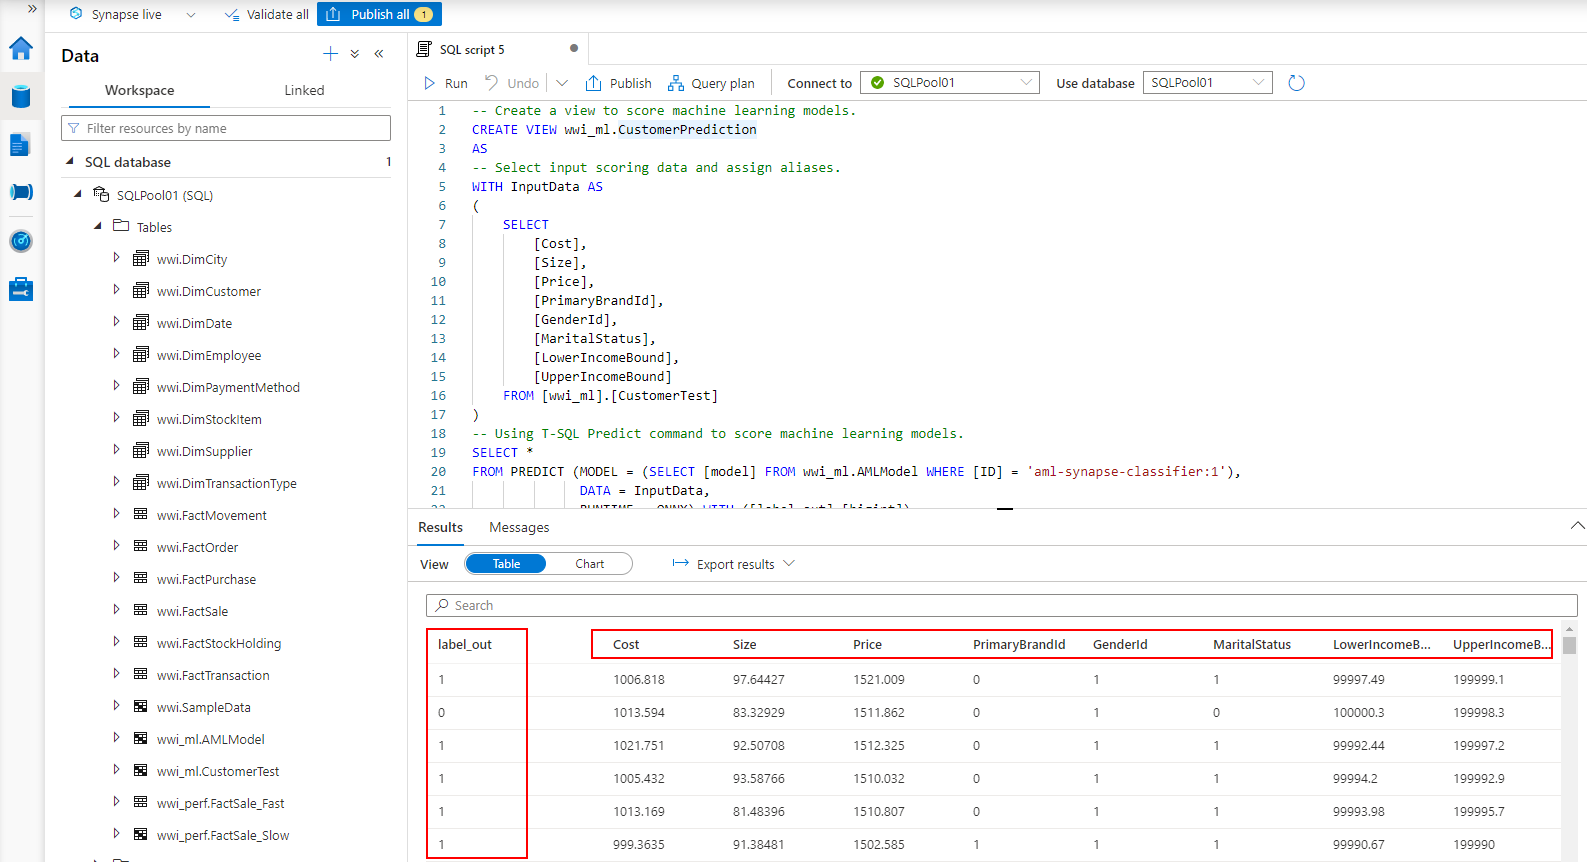 Synapse live
Validate all
Publish all 1
Data
Workspace
Linked
Filter resources by name
SQL database 1
SQLPool01 (SQL)
Tables
wwi.DimCity
wwi.DimCustomer
wwi.DimDate
wwi.DimEmployee
wwi.DimPaymentMethod
wwi.DimStockItem
wwi.DimSupplier
wwi.DimTransactionType
wwi.FactMovement
wwi.FactOrder
wwi.FactPurchase
wwi.FactSale
wwi.FactStockHolding
wwi.FactTransaction
wwi.SampleData
wwi_ml.AMLModel
wwi_ml.CustomerTest
wwi_perf.FactSale_Fast
wwi_perf.FactSale_Slow
SQL script 5
Run Undo Publish Query plan Connect to SQLPool01 Use database SQLPool01
1 -- Create a view to score machine learning models.
2 CREATE VIEW wwi_ml.CustomerPrediction
3 AS
4 -- Select input scoring data and assign aliases.
5 WITH InputData AS
6 (
7 SELECT
8 [Cost],
9 [Size],
10 [Price],
11 [PrimaryBrandId],
12 [GenderId],
13 [MaritalStatus],
14 [LowerIncomeBound],
15 [UpperIncomeBound]
16 FROM [wwi_ml].[CustomerTest]
17 )
18 -- Using T-SQL Predict command to score machine learning models.
19 SELECT *
20 FROM PREDICT (MODEL = (SELECT [model] FROM wwi_ml.AMLModel WHERE [ID] = 'aml-synapse-classifier:1'),
21 DATA = InputData,
Results Messages
View Table Chart Export results
Search
label_out Cost Size Price PrimaryBrandId GenderId MaritalStatus LowerIncomeB... UpperIncomeB...
1 1006.818 97.64427 1521.009 0 1 1 99997.49 199999.1
0 1013.594 83.32929 1511.862 0 1 0 100000.3 199998.3
1 1021.751 92.50708 1512.325 0 1 1 99992.44 199997.2
1 1005.432 93.58766 1510.032 0 1 1 99994.2 199992.9
1 1013.169 81.48396 1510.807 0 1 1 99993.98 199995.7
1 999.3635 91.38481 1502.585 1 1 1 99990.67 199990